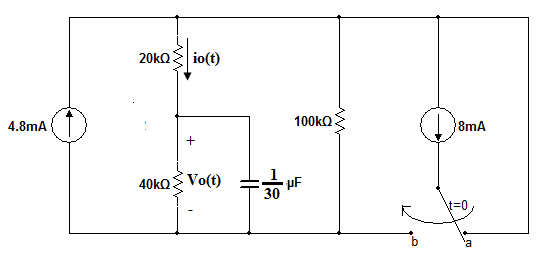 20kΩ
io(t)
4.8mA
100kΩ
8mA
+
40kΩ
Vo(t)
1
30
μF
-
t=0
b
a